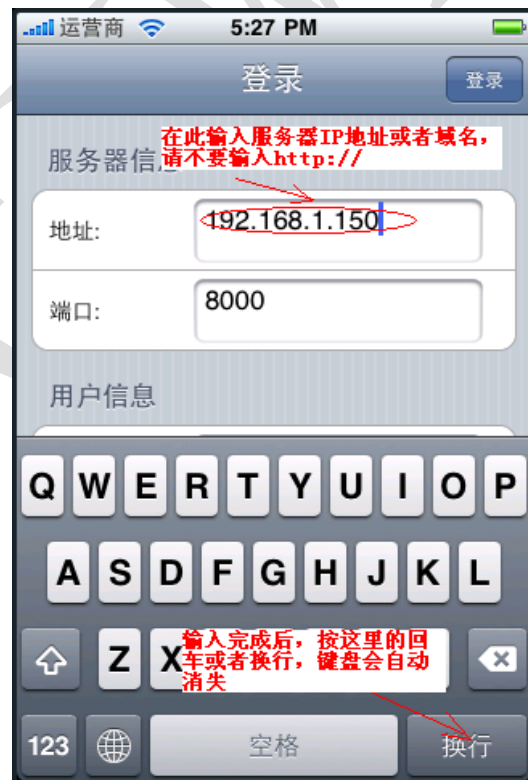 运营商 5:27 PM
登录 登录
在此输入服务器IP地址或者域名,
请不要输入http://
服务器信
地址: 192.168.1.150
端口: 8000
用户信息
Q W E R T Y U I O P
A S D F G H J K L
Z X
输入完成后，按这里的回
车或者换行，键盘会自动
消失
123 空格 换行